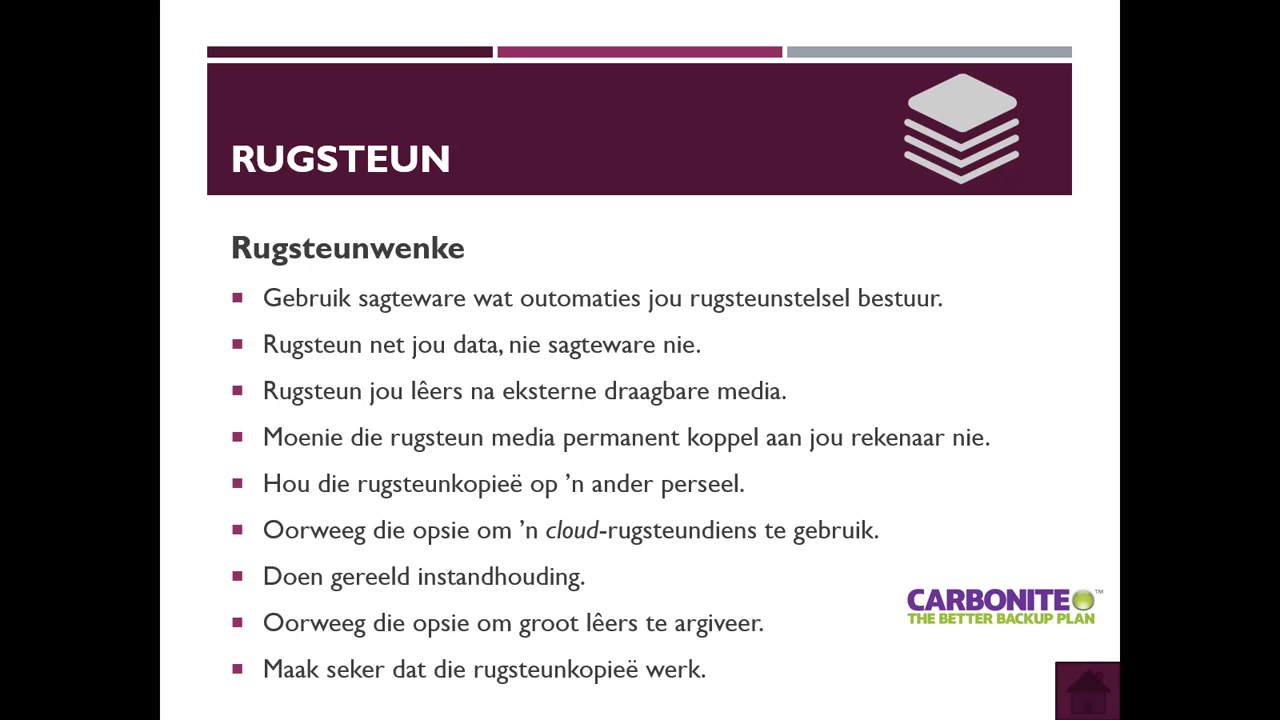 RUGSTEUN
Rugsteunwenke
Gebruik sagteware wat outomaties jou rugsteunstelsel bestuur.
Rugsteun net jou data, nie sagteware nie.
Rugsteun jou lêers na eksterne draagbare media.
Moenie die rugsteun media permanent koppel aan jou rekenaar nie.
Hou die rugsteunkopieë op ’n ander perseel.
Oorweeg die opsie om ’n cloud-rugsteundiens te gebruik.
Doen gereeld instandhouding.
Oorweeg die opsie om groot lêers te argiveer.
Maak seker dat die rugsteunkopieë werk.
CARBONITE™
THE BETTER BACKUP PLAN